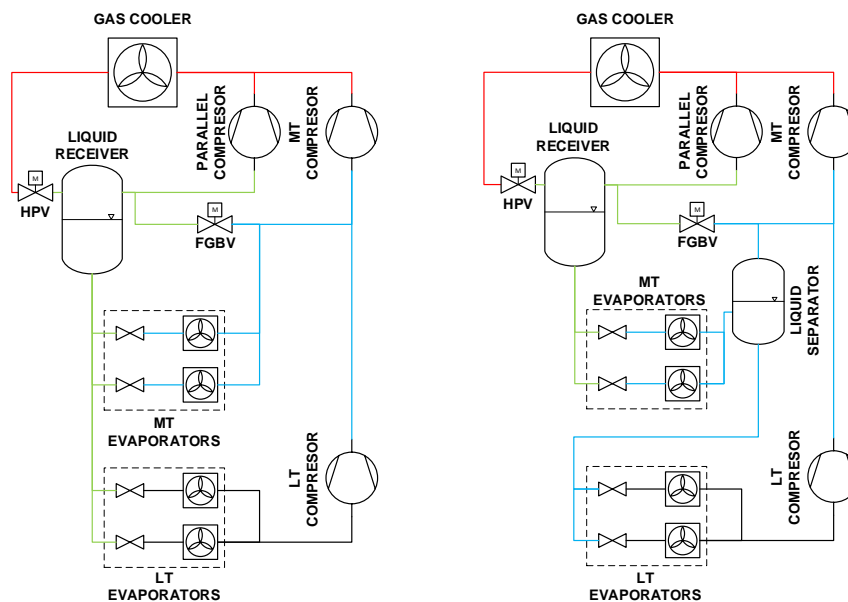 GAS COOLER
LIQUID
RECEIVER
PARALLEL
COMPRESOR
MT
COMPRESOR
M
HPV
M
FGBV
MT
EVAPORATORS
LT
COMPRESOR
LT
EVAPORATORS
GAS COOLER
LIQUID
RECEIVER
PARALLEL
COMPRESOR
MT
COMPRESOR
M
HPV
M
FGBV
MT
EVAPORATORS
LIQUID
SEPARATOR
LT
COMPRESOR
LT
EVAPORATORS